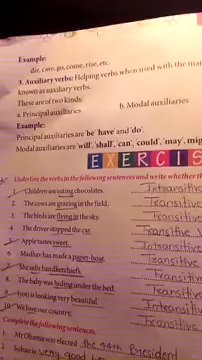 Example:
die, care, go, come, rise, etc.
3. Auxiliary verbs: Helping verbs when used with the mai
known as auxiliary verbs.
These are of two kinds:
a. Principal auxiliaries b. Modal auxiliaries
Example:
Principal auxiliaries are 'be' 'have' and 'do'.
Modal auxiliaries are 'will', 'shall', 'can', 'could', 'may', mig
EXERCIS
Underline the verbs in the following sentences and write whether th
1. Children are eating chocolates. Intransitive
2. The cows are grazing in the field. Transitive
3. The birds are flying in the sky. Transitive
4. The driver stopped the car. Transitive
5. Apple tastes sweet. Intransitive
6. Madhav has made a paper-boat. Transitive
7. She sells handkerchiefs. Transitive
8. The baby was hiding under the bed. Transitive
9. Jyoti is looking very beautiful. Intransitive
10. We love our country. Transitive
Complete the following sentences.
1. Mr Obama was elected the 44th President
2. Sohan is very good